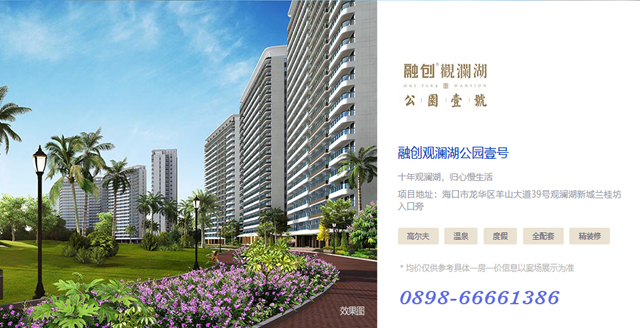 融创 觀瀾湖
ONE PARK MANSION
公園壹號
融创观澜湖公园壹号
十年观澜湖，归心慢生活
项目地址：海口市龙华区羊山大道39号观澜湖新城兰桂坊
入口旁
高尔夫 温泉 度假 全配套 精装修
* 均价仅供参考具体一房一价信息以案场展示为准
0898-66661386
效果图